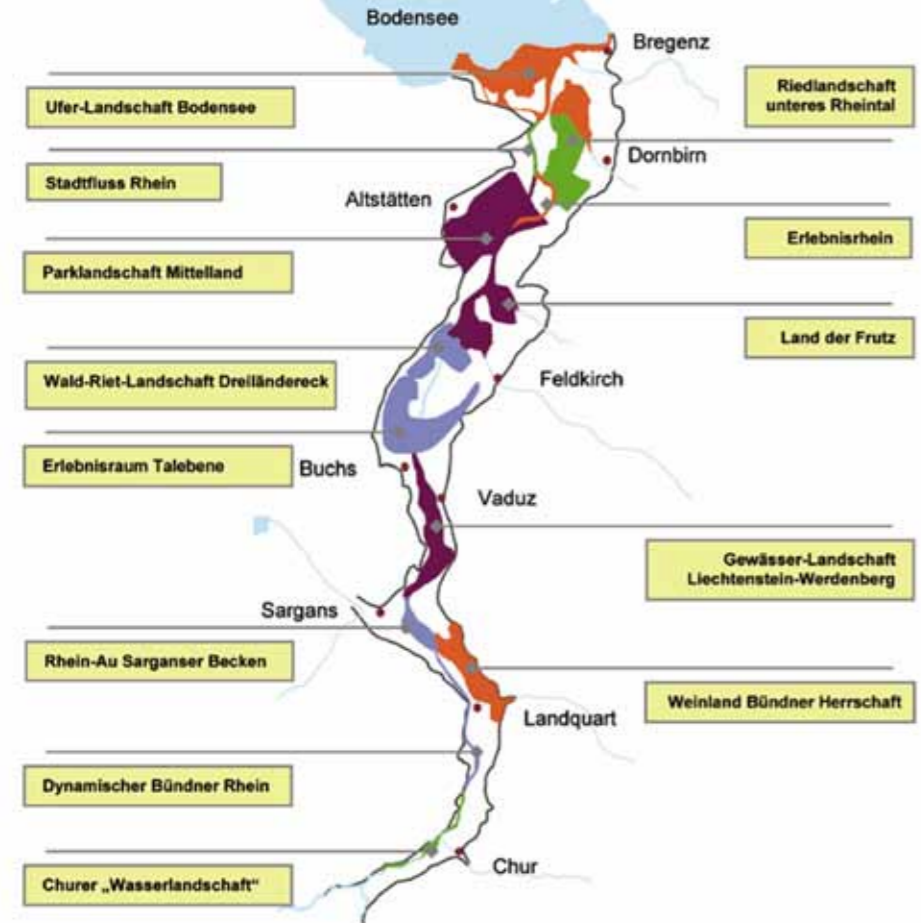 Bodensee
Bregenz
Ufer-Landschaft Bodensee
Riedlandschaft
unteres Rheintal
Stadtfluss Rhein
Dornbirn
Altstätten
Erlebnisrhein
Parklandschaft Mittelland
Land der Frutz
Wald-Riet-Landschaft Dreiländereck
Feldkirch
Erlebnisraum Talebene
Buchs
Vaduz
Gewässer-Landschaft
Liechtenstein-Werdenberg
Sargans
Rhein-Au Sarganser Becken
Weinland Bündner Herrschaft
Landquart
Dynamischer Bündner Rhein
Chur
Churer „Wasserlandschaft“